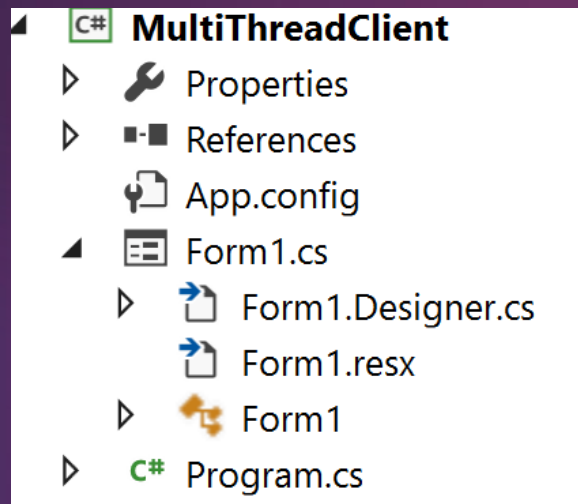 C# MultiThreadClient
Properties
References
App.config
Form1.cs
Form1.Designer.cs
Form1.resx
Form1
C# Program.cs